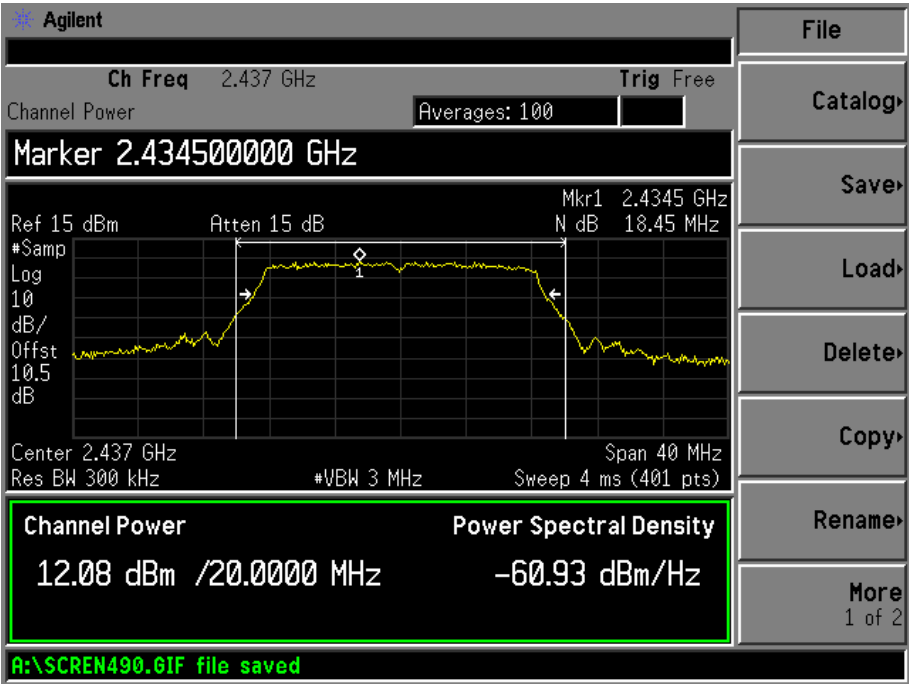 Agilent
File
Ch Freq 2.437 GHz Trig Free
Channel Power Averages: 100
Catalog
Marker 2.434500000 GHz
Save
Mkr1 2.4345 GHz
Ref 15 dBm Atten 15 dB N dB 18.45 MHz
#Samp
Log
10
dB/
Offst
10.5
dB
1
Load
Delete
Copy
Center 2.437 GHz Span 40 MHz
Res BW 300 kHz #VBW 3 MHz Sweep 4 ms (401 pts)
Channel Power Power Spectral Density
Rename
12.08 dBm /20.0000 MHz -60.93 dBm/Hz
More
1 of 2
A:\SCREN490.GIF file saved